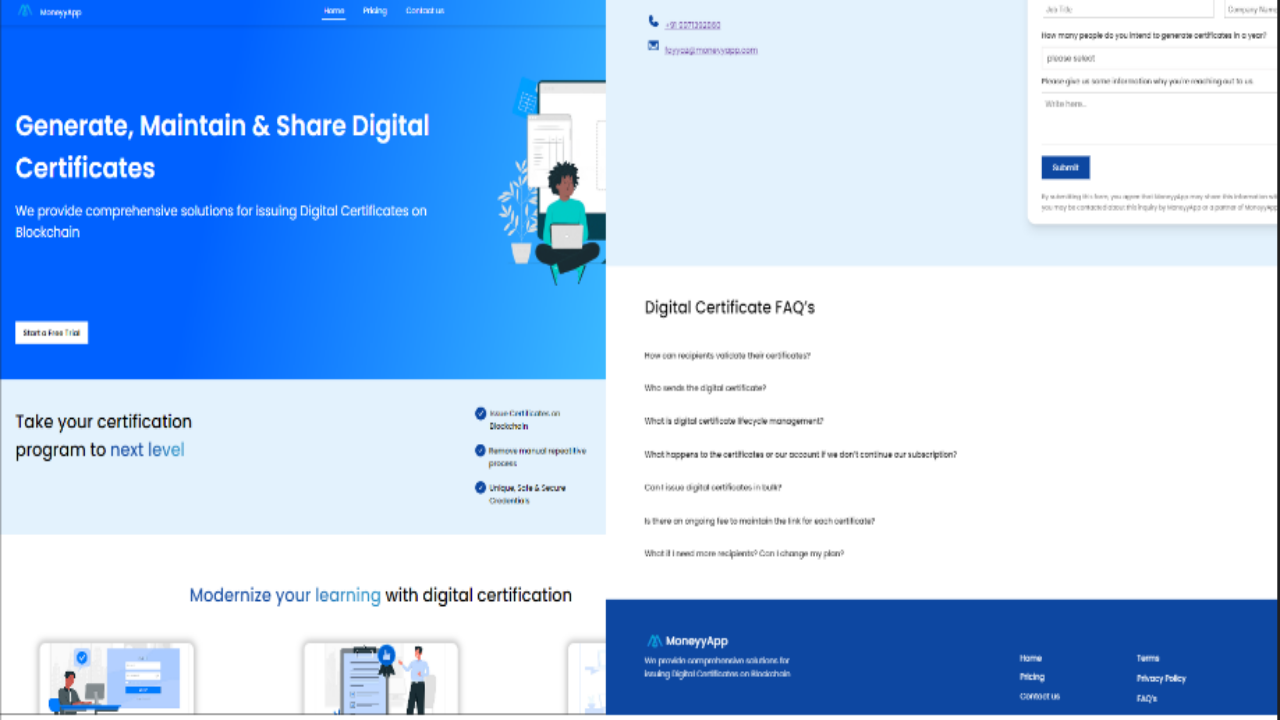 MoneyyApp
Home
Pricing
Contact us
Generate, Maintain & Share Digital
Certificates
We provide comprehensive solutions for issuing Digital Certificates on
Blockchain
Start a Free Trial
Take your certification
program to next level
Issue Certificates on
Blockchain
Remove manual repeatitive
process
Unique, Safe & Secure
Credentials
Modernize your learning with digital certification
Job Title
Company Name
How many people do you intend to generate certificates in a year?
please select
Please give us some information why you're reaching out to us.
Write here..
Submit
By submitting this form, you agree that MoneyyApp may share this information
you may be contacted about this inquiry by MoneyyApp or a partner of MoneyyApp
Digital Certificate FAQ's
How can recipients validate their certificates?
Who sends the digital certificate?
What is digital certificate lifecycle management?
What happens to the certificates or our account if we don't continue our subscription?
Can I issue digital certificates in bulk?
Is there an ongoing fee to maintain the link for each certificate?
What if I need more recipients? Can I change my plan?
MoneyyApp
We provide comprehensive solutions for
issuing Digital Certificates on Blockchain
Home
Pricing
Contact us
Terms
Privacy Policy
FAQ's